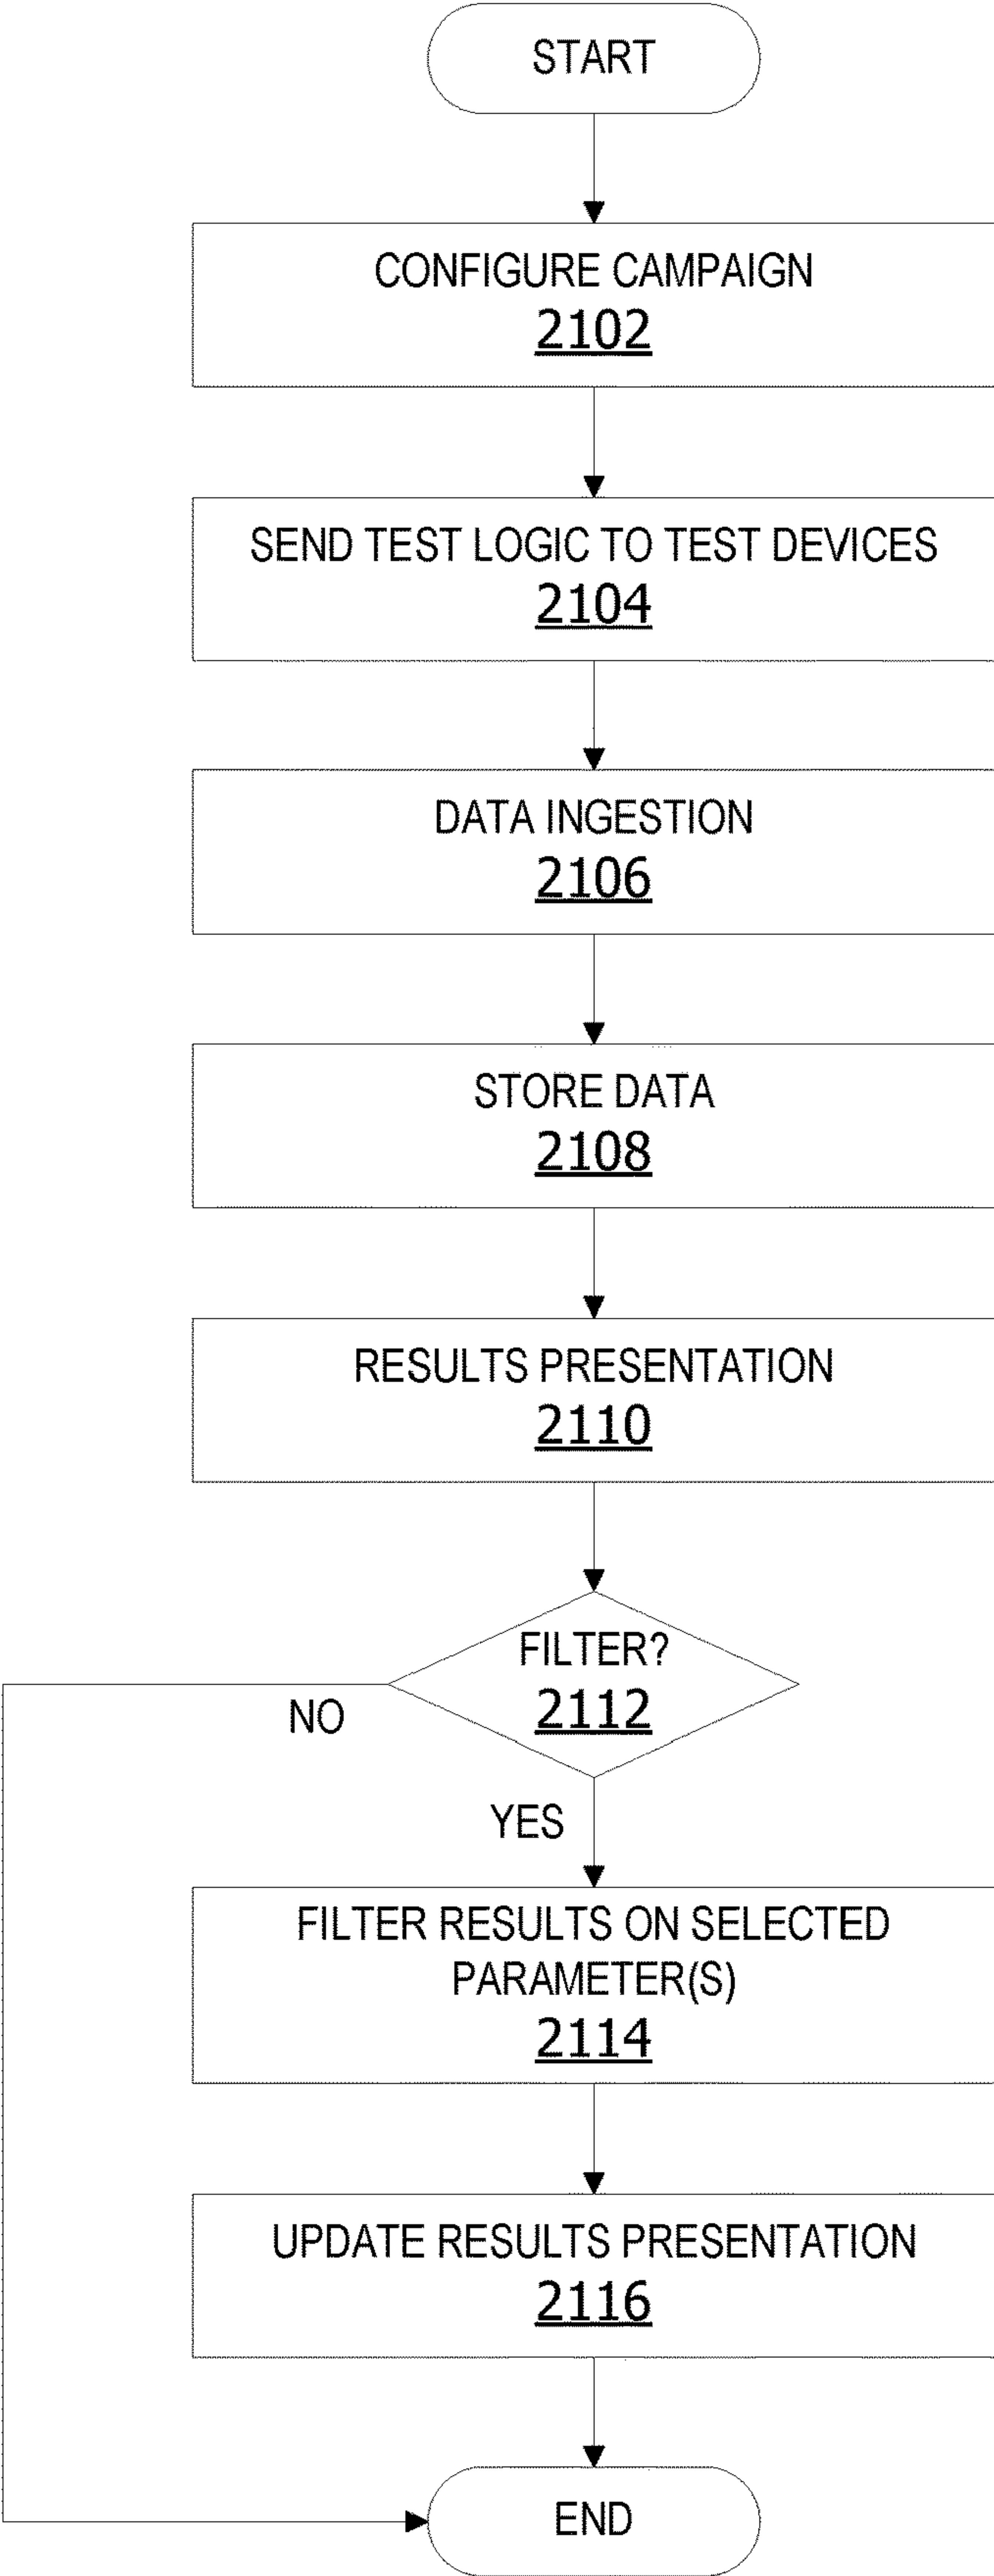 START
CONFIGURE CAMPAIGN
2102
SEND TEST LOGIC TO TEST DEVICES
2104
DATA INGESTION
2106
STORE DATA
2108
RESULTS PRESENTATION
2110
FILTER?
2112
NO
YES
FILTER RESULTS ON SELECTED
PARAMETER(S)
2114
UPDATE RESULTS PRESENTATION
2116
END